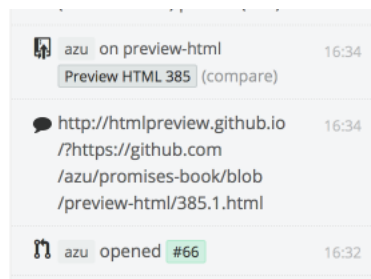 azu on preview-html 16:34
Preview HTML 385 (compare)
http://htmlpreview.github.io 16:34
/?https://github.com
/azu/promises-book/blob
/preview-html/385.1.html
azu opened #66 16:32